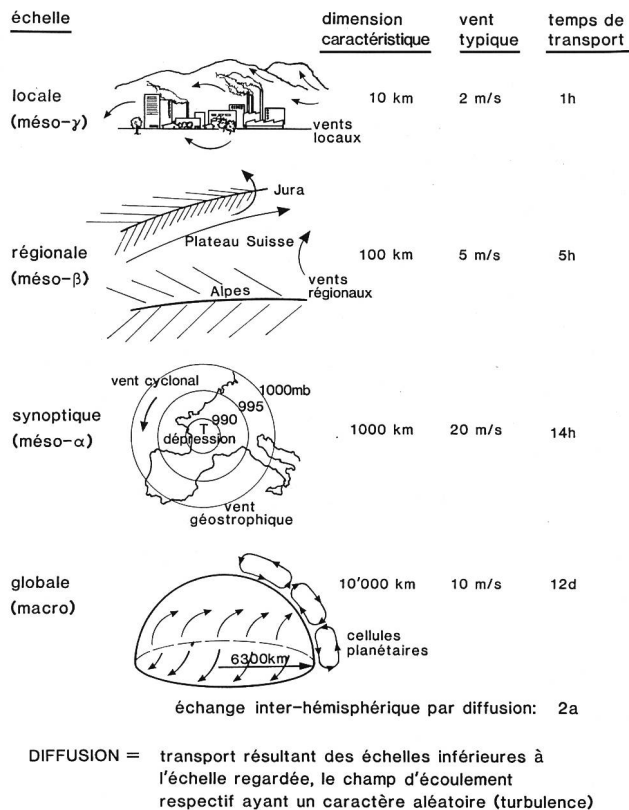 échelle
dimension caractéristique
vent typique
temps de transport
locale (méso-γ)
vents locaux
10 km
2 m/s
1h
Jura
Plateau Suisse
régionale (méso-β)
Alpes
vents régionaux
100 km
5 m/s
5h
vent cyclonal
1000mb
995
990
T
dépression
synoptique (méso-α)
vent géostrophique
1000 km
20 m/s
14h
globale (macro)
6300km
cellules planétaires
10'000 km
10 m/s
12d
échange inter-hémisphérique par diffusion: 2a
DIFFUSION = transport résultant des échelles inférieures à
l'échelle regardée, le champ d'écoulement
respectif ayant un caractère aléatoire (turbulence)